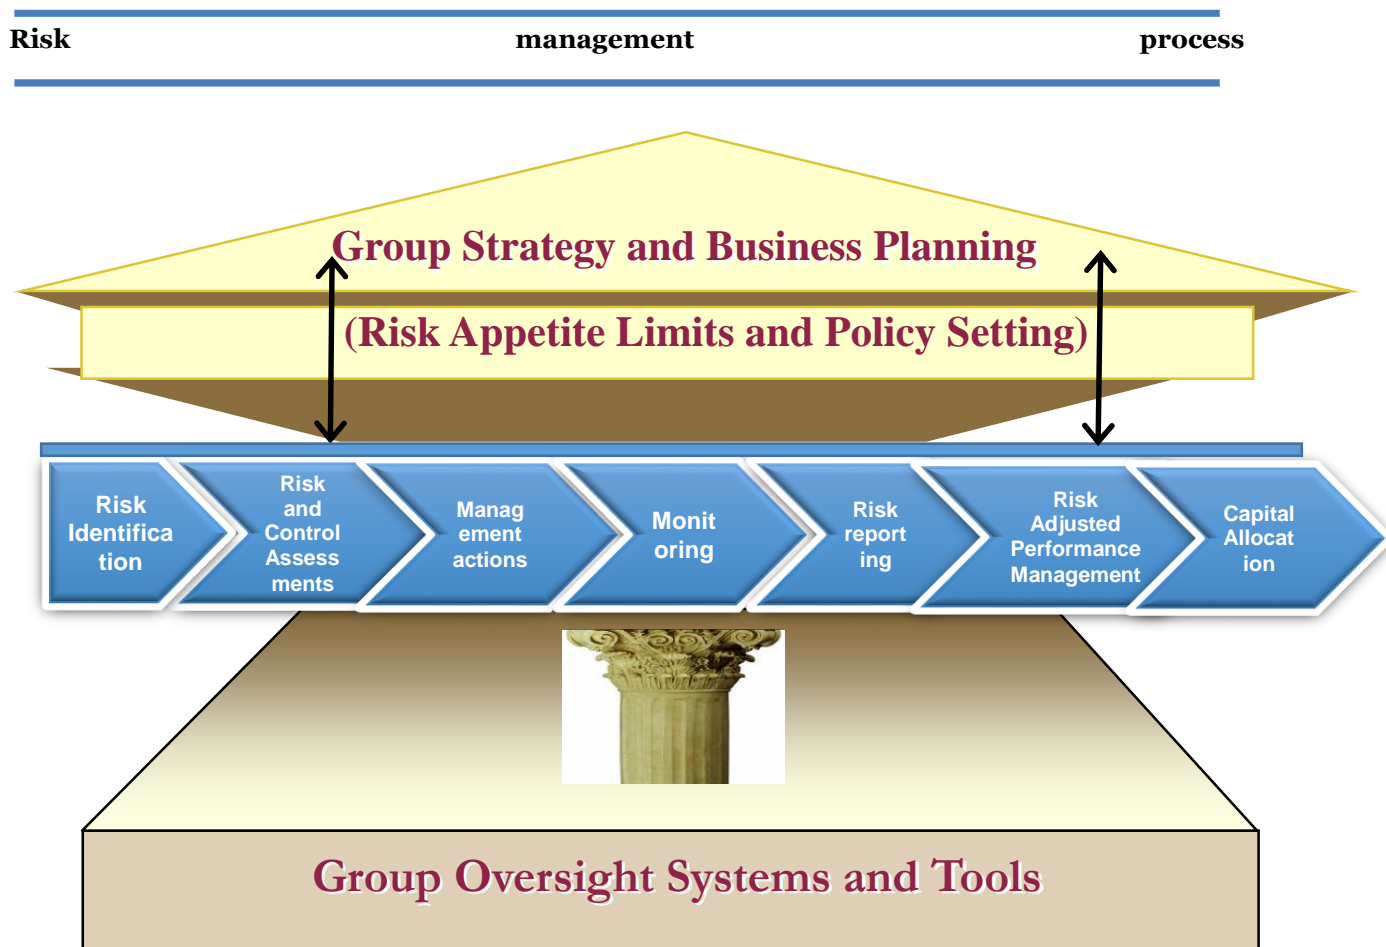 Risk management process
Group Strategy and Business Planning
(Risk Appetite Limits and Policy Setting)
Risk
Identifica
tion
Risk
and
Control
Assess
ments
Manag
ement
actions
Monit
oring
Risk
report
ing
Risk
Adjusted
Performance
Management
Capital
Allocat
ion
Group Oversight Systems and Tools